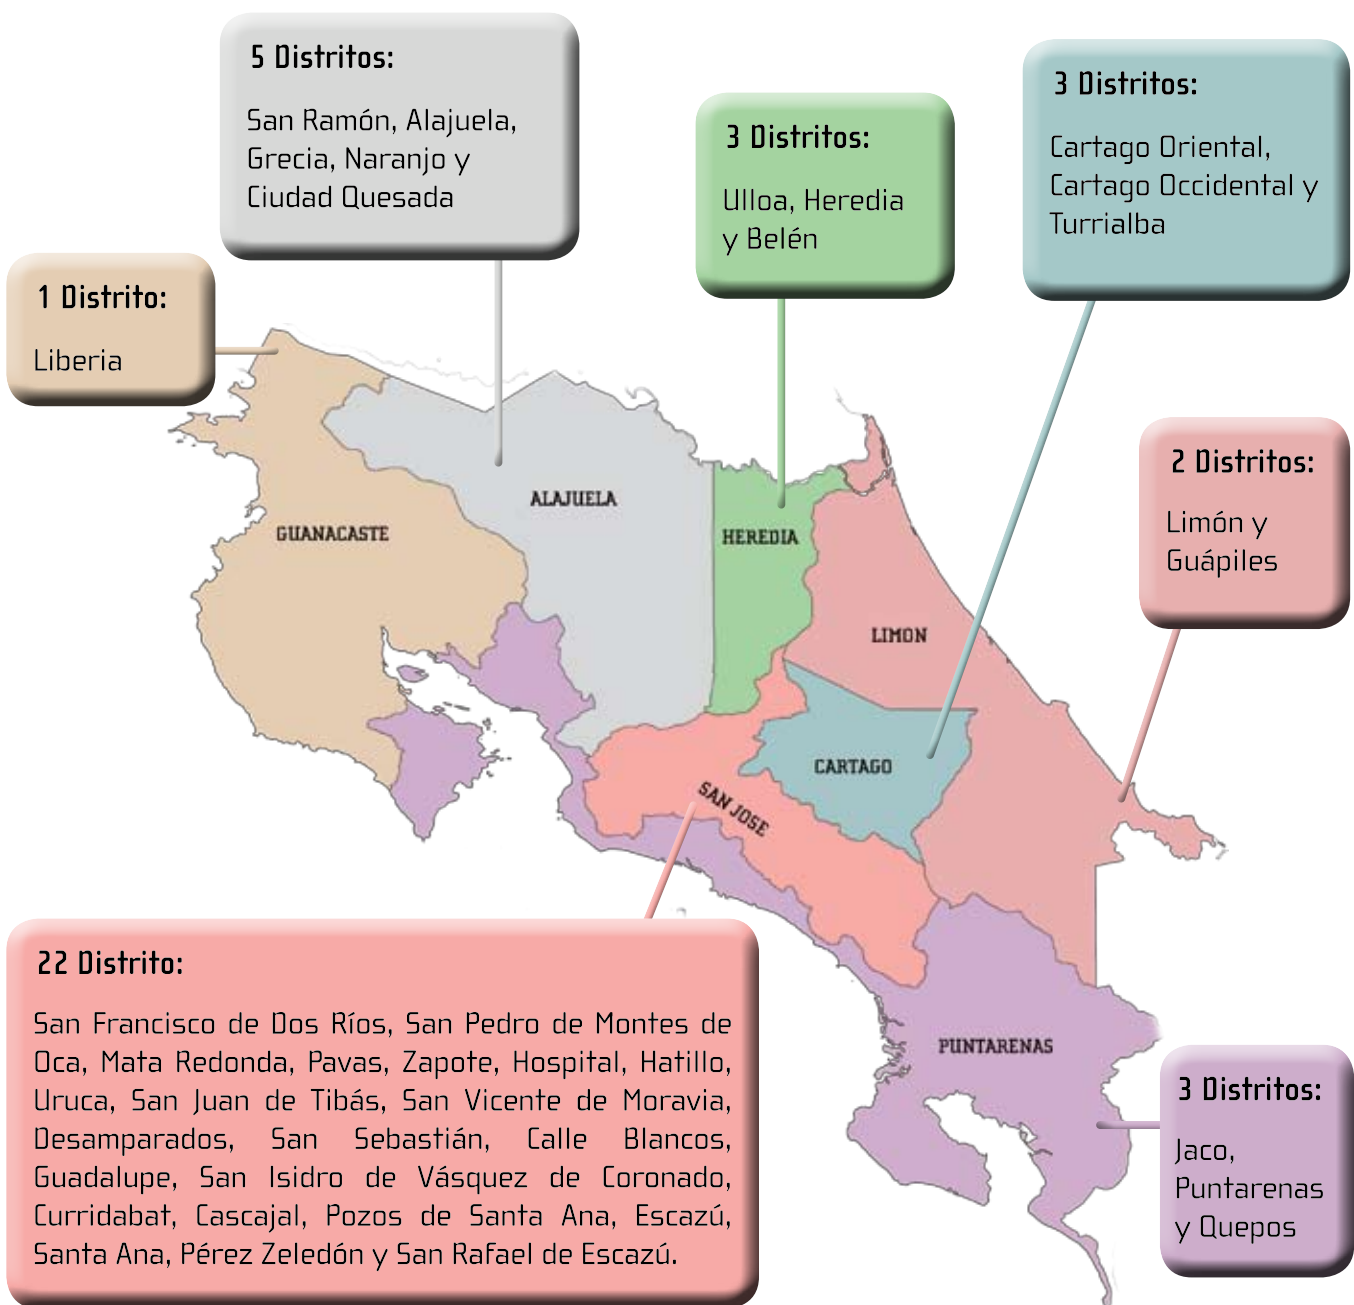 5 Distritos:
San Ramón, Alajuela,
Grecia, Naranjo y
Ciudad Quesada
3 Distritos:
Cartago Oriental,
Cartago Occidental y
Turrialba
3 Distritos:
Ulloa, Heredia
y Belén
1 Distrito:
Liberia
2 Distritos:
Limón y
Guápiles
ALAJUELA
GUANACASTE
HEREDIA
LIMON
CARTAGO
SAN JOSE
PUNTARENAS
22 Distrito:
San Francisco de Dos Ríos, San Pedro de Montes de
Oca, Mata Redonda, Pavas, Zapote, Hospital, Hatillo,
Uruca, San Juan de Tibás, San Vicente de Moravia,
Desamparados, San Sebastián, Calle Blancos,
Guadalupe, San Isidro de Vásquez de Coronado,
Curridabat, Cascajal, Pozos de Santa Ana, Escazú,
Santa Ana, Pérez Zeledón y San Rafael de Escazú.
3 Distritos:
Jaco,
Puntarenas
y Quepos